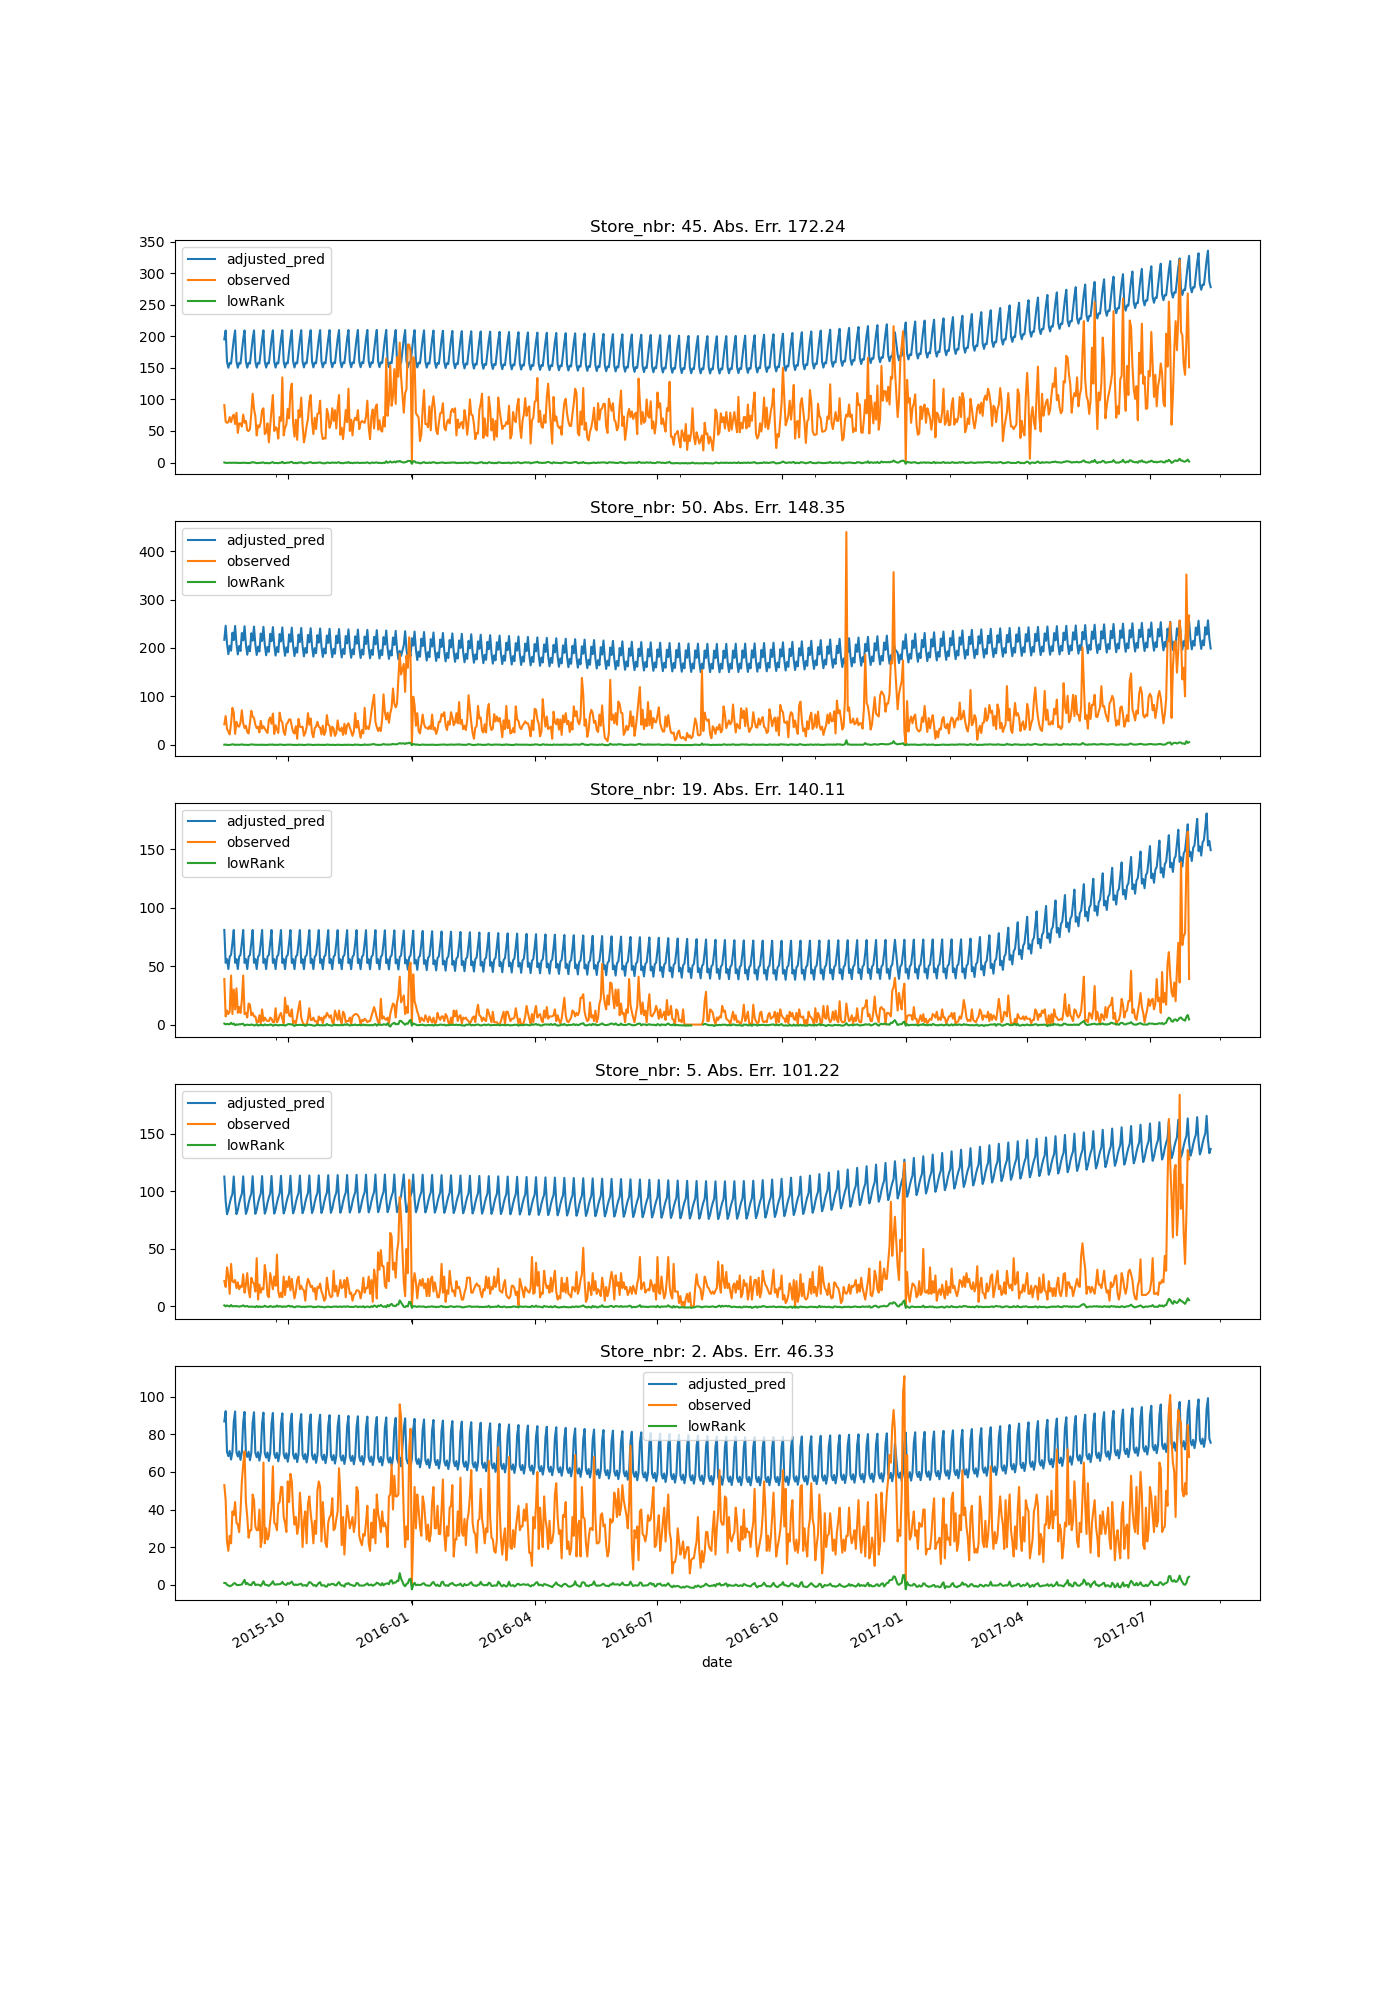 Store_nbr: 45. Abs. Err. 172.24
350
300
250
200
150
100
50
0
adjusted_pred
observed
lowRank
Store_nbr: 50. Abs. Err. 148.35
400
300
200
100
0
adjusted_pred
observed
lowRank
Store_nbr: 19. Abs. Err. 140.11
150
100
50
0
adjusted_pred
observed
lowRank
Store_nbr: 5. Abs. Err. 101.22
150
100
50
0
adjusted_pred
observed
lowRank
Store_nbr: 2. Abs. Err. 46.33
100
80
60
40
20
0
adjusted_pred
observed
lowRank
2015-10 2016-01 2016-04 2016-07 2016-10 2017-01 2017-04 2017-07
date